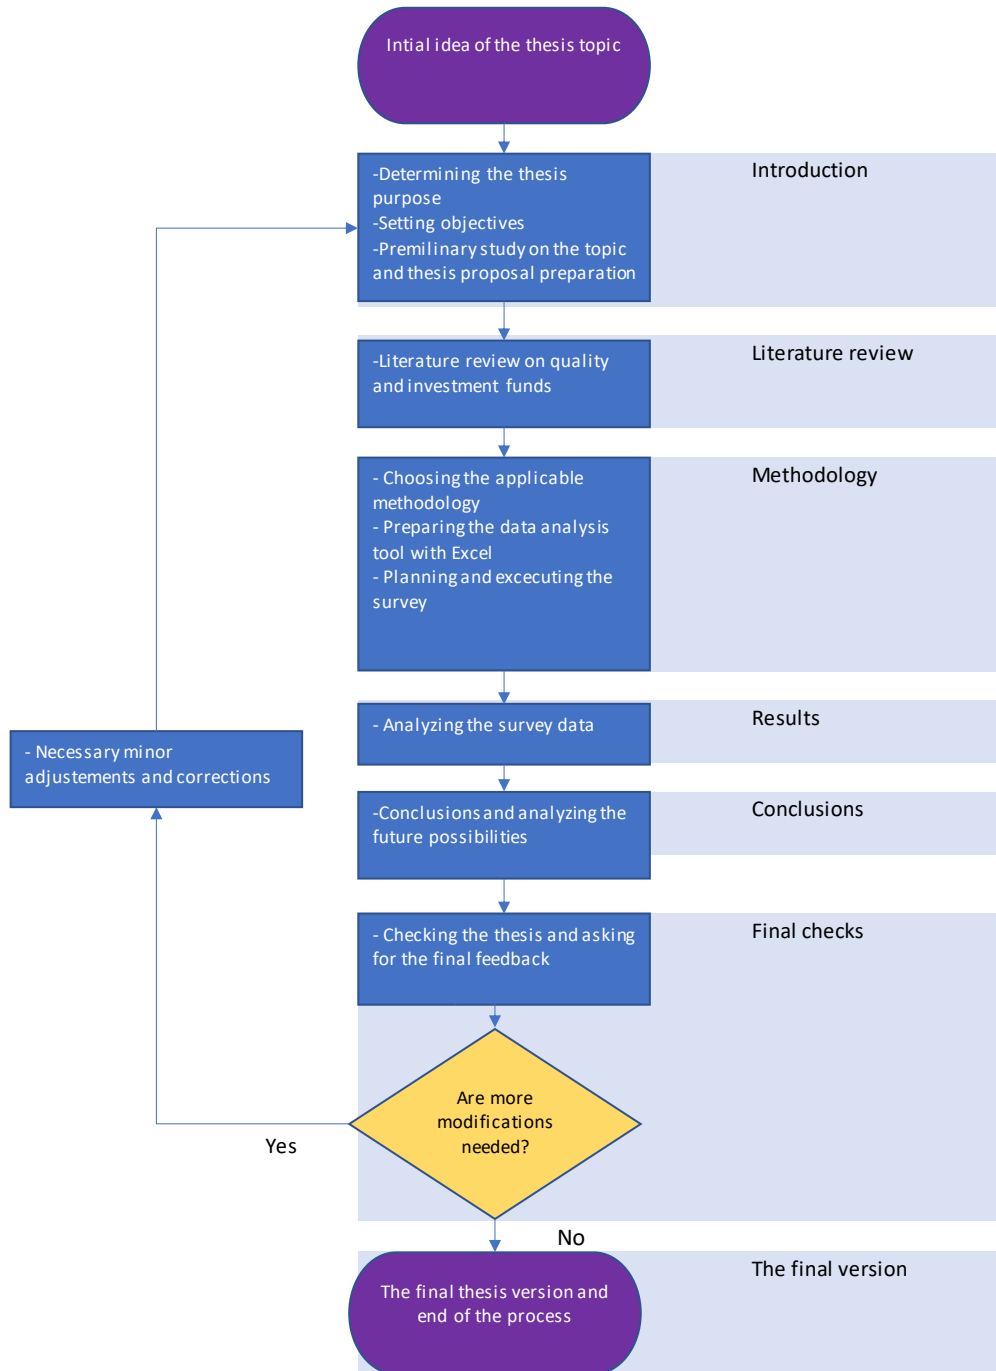 Intial idea of the thesis topic
-Determining the thesis
purpose
-Setting objectives
-Premilinary study on the topic
and thesis proposal preparation
Introduction
-Literature review on quality
and investment funds
Literature review
- Choosing the applicable
methodology
- Preparing the data analysis
tool with Excel
- Planning and excecuting the
survey
Methodology
- Analyzing the survey data
Results
- Necessary minor
adjustements and corrections
-Conclusions and analyzing the
future possibilities
Conclusions
- Checking the thesis and asking
for the final feedback
Final checks
Are more
modifications
needed?
Yes
No
The final thesis version and
end of the process
The final version